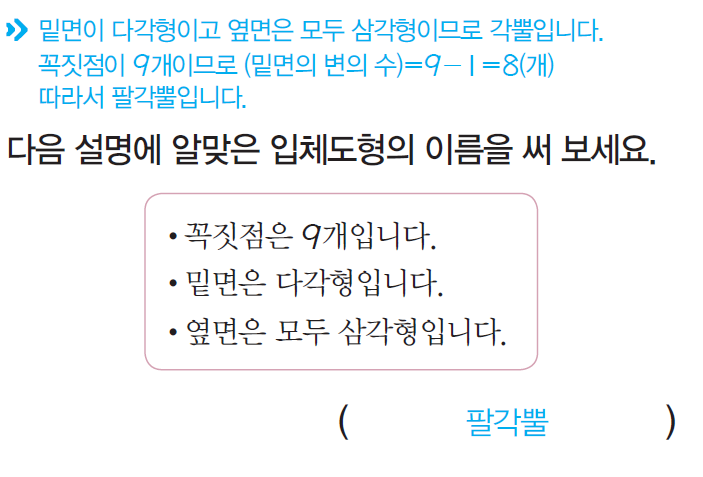 » 밑면이 다각형이고 옆면은 모두 삼각형이므로 각뿔입니다.
꼭짓점이 9개이므로 (밑면의 변의 수)=9-1=8(개)
따라서 팔각뿔입니다.
다음 설명에 알맞은 입체도형의 이름을 써 보세요.
• 꼭짓점은 9개입니다.
• 밑면은 다각형입니다.
• 옆면은 모두 삼각형입니다.
( 팔각뿔 )